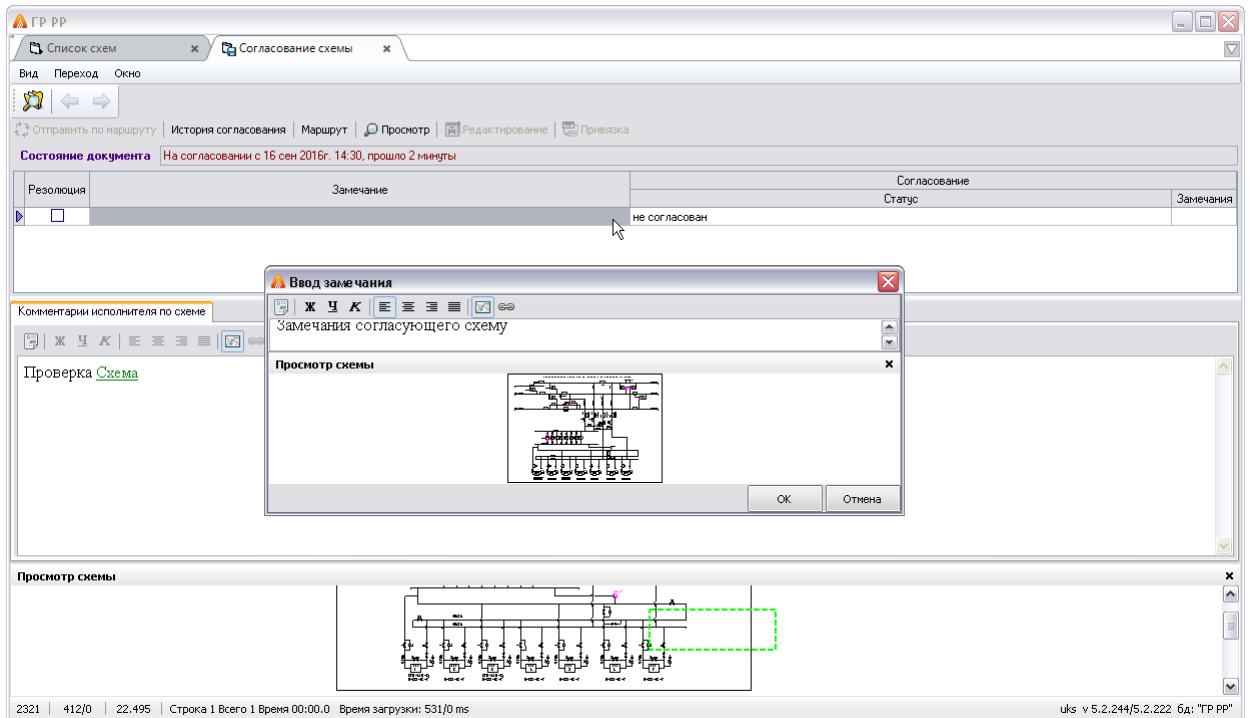 ГР РР
Список схем
Согласование схемы
Вид Переход Окно
Отправить по маршруту История согласования Маршрут Просмотр Редактирование Привязка
Состояние документа На согласовании с 16 сен 2016г. 14:30, прошло 2 минуты
Резолюция Замечание Согласование
Статус Замечания
не согласован
Ввод замечания
Ж Ч К
Замечания согласующего схему
Просмотр схемы
ОК Отмена
Комментарии исполнителя по схеме
Ж Ч К
Проверка Схема
Просмотр схемы
2321 412/0 22.495 Строка 1 Всего 1 Время 00:00.0 Время загрузки: 531/0 ms uks v 5.2.244/5.2.222 бд: "ГР РР"